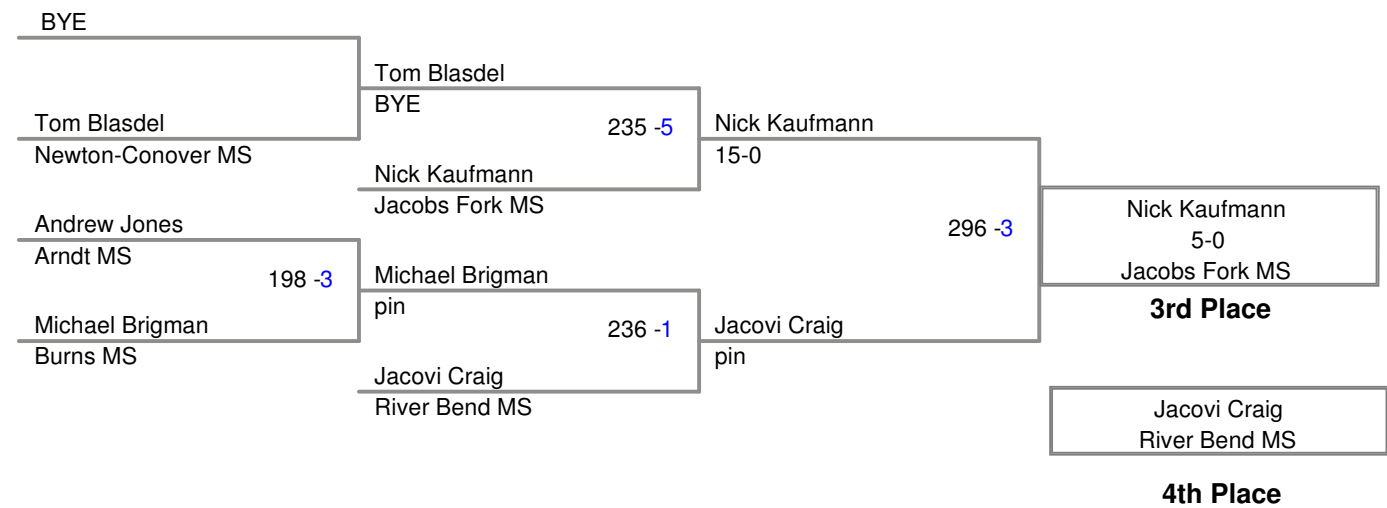 BYE
Tom Blasdel
BYE
Tom Blasdel
Newton-Conover MS
235 -5
Nick Kaufmann
15-0
Nick Kaufmann
Jacobs Fork MS
Andrew Jones
Arndt MS
198 -3
296 -3
Nick Kaufmann
5-0
Jacobs Fork MS
3rd Place
Michael Brigman
pin
Michael Brigman
Burns MS
236 -1
Jacovi Craig
pin
Jacovi Craig
River Bend MS
Jacovi Craig
River Bend MS
4th Place